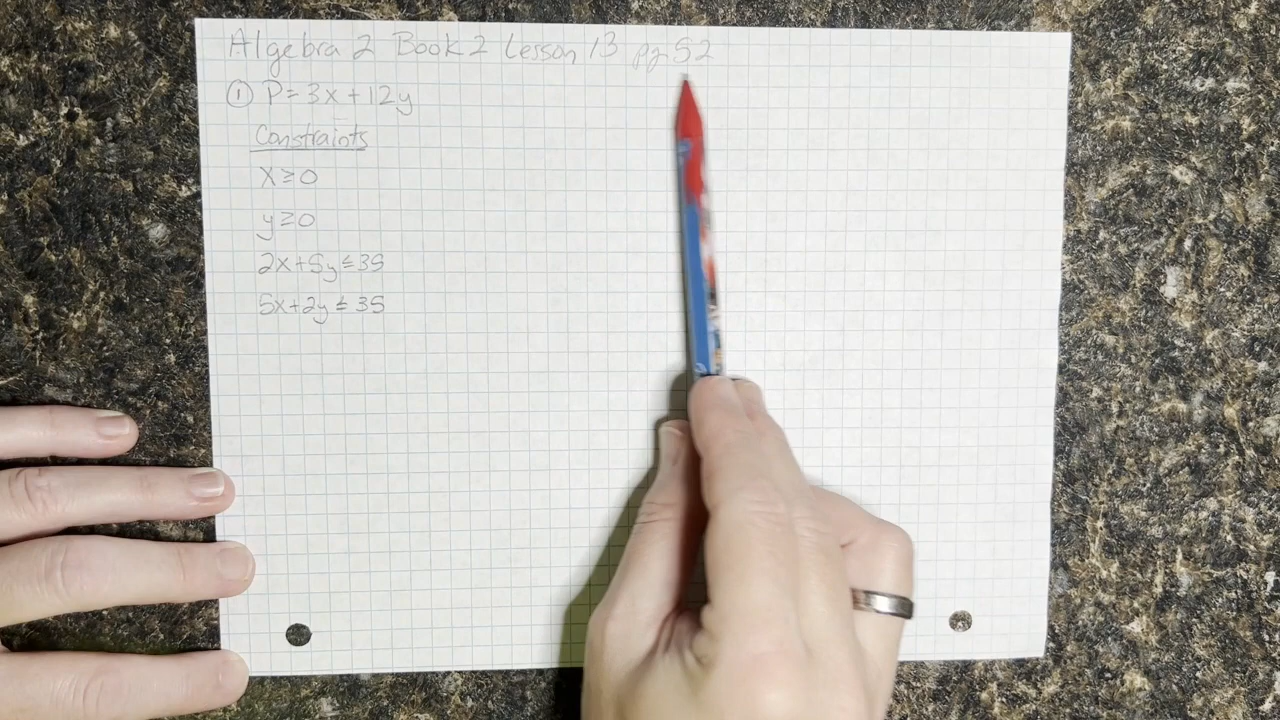 Algebra 2 Book 2 Lesson 13 pg 52
① P=3x+12y
Constraints
x≥0
y≥0
2x+5y≤35
5x+2y≤35